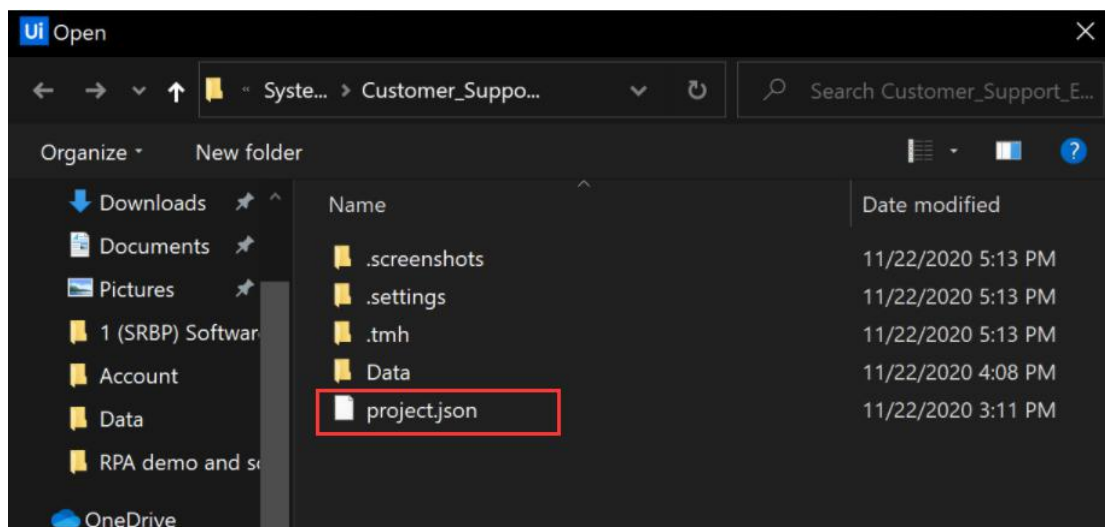 Ui Open
« Syste... > Customer_Suppo... Search Customer_Support_E...
Organize New folder ?
Downloads
Documents
Pictures
1 (SRBP) Softwar
Account
Data
RPA demo and so
OneDrive
Name Date modified
.screenshots 11/22/2020 5:13 PM
.settings 11/22/2020 5:13 PM
.tmh 11/22/2020 5:13 PM
Data 11/22/2020 4:08 PM
project.json 11/22/2020 3:11 PM